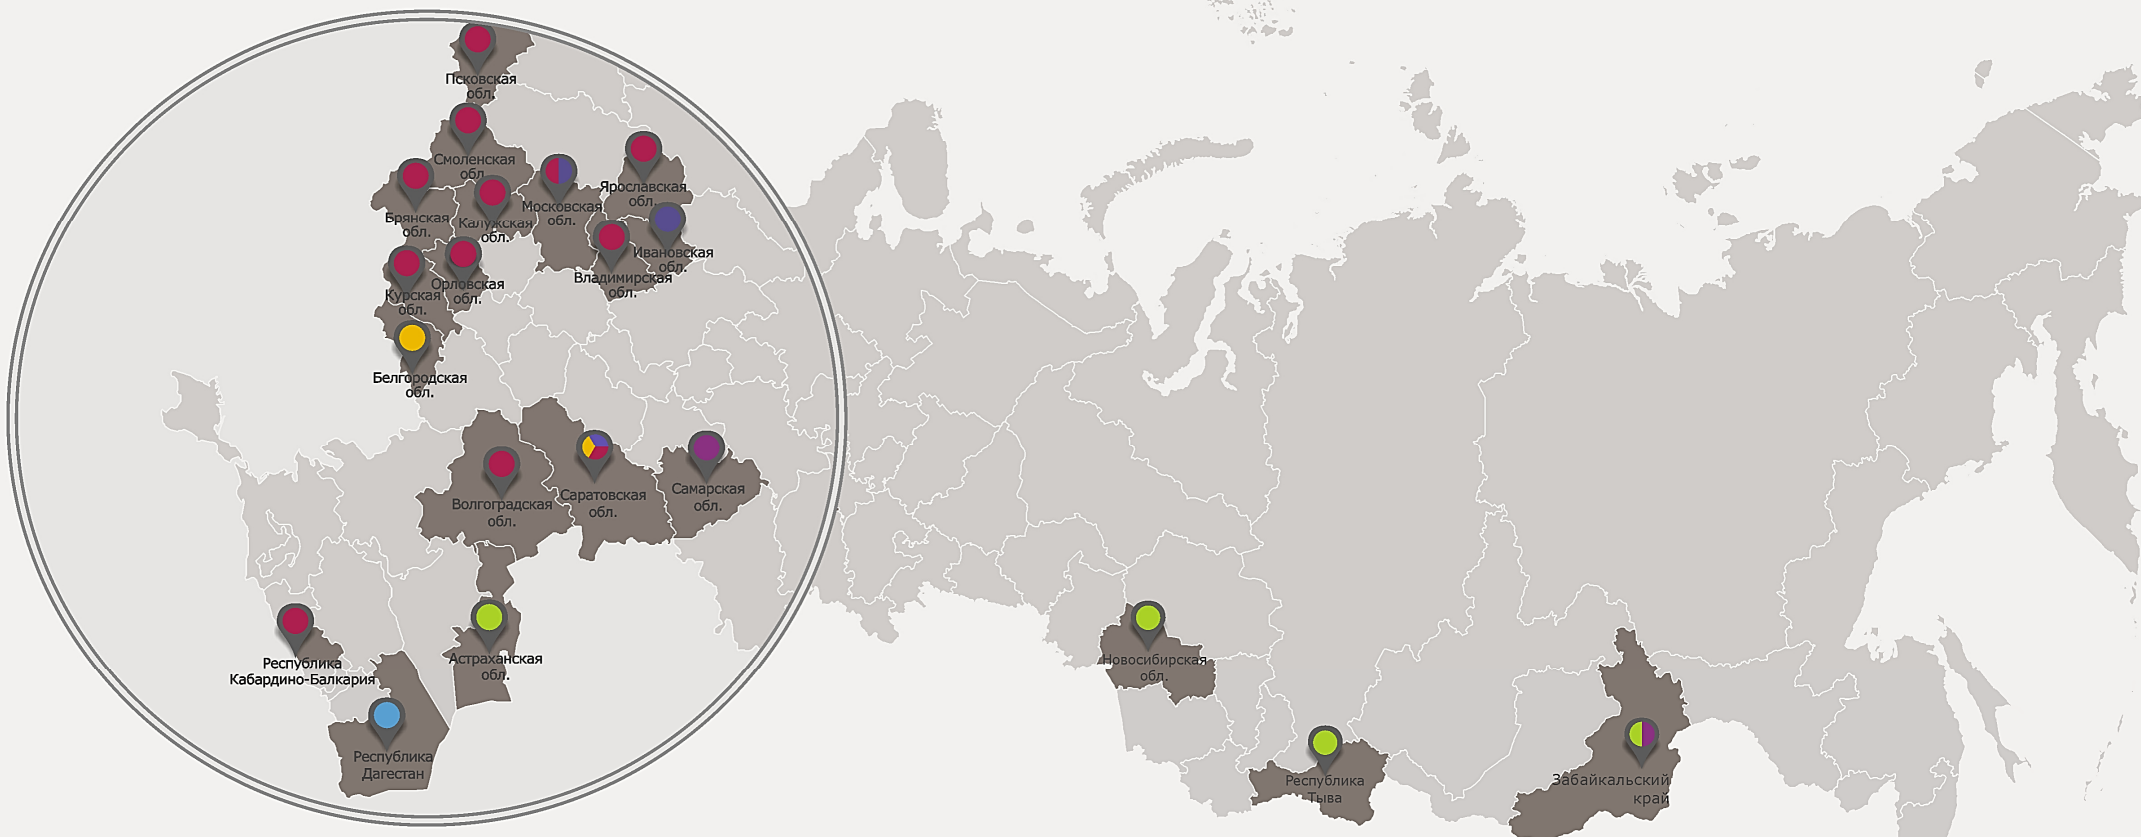 Псковская
обл.
Смоленская
обл.
Брянская
обл.
Калужская
обл.
Московская
обл.
Ярославская
обл.
Ивановская
обл.
Владимирская
обл.
Курская
обл.
Орловская
обл.
Белгородская
обл.
Волгоградская
обл.
Саратовская
обл.
Самарская
обл.
Республика
Кабардино-Балкария
Астраханская
обл.
Республика
Дагестан
Новосибирская
обл.
Республика
Тыва
Забайкальский
край